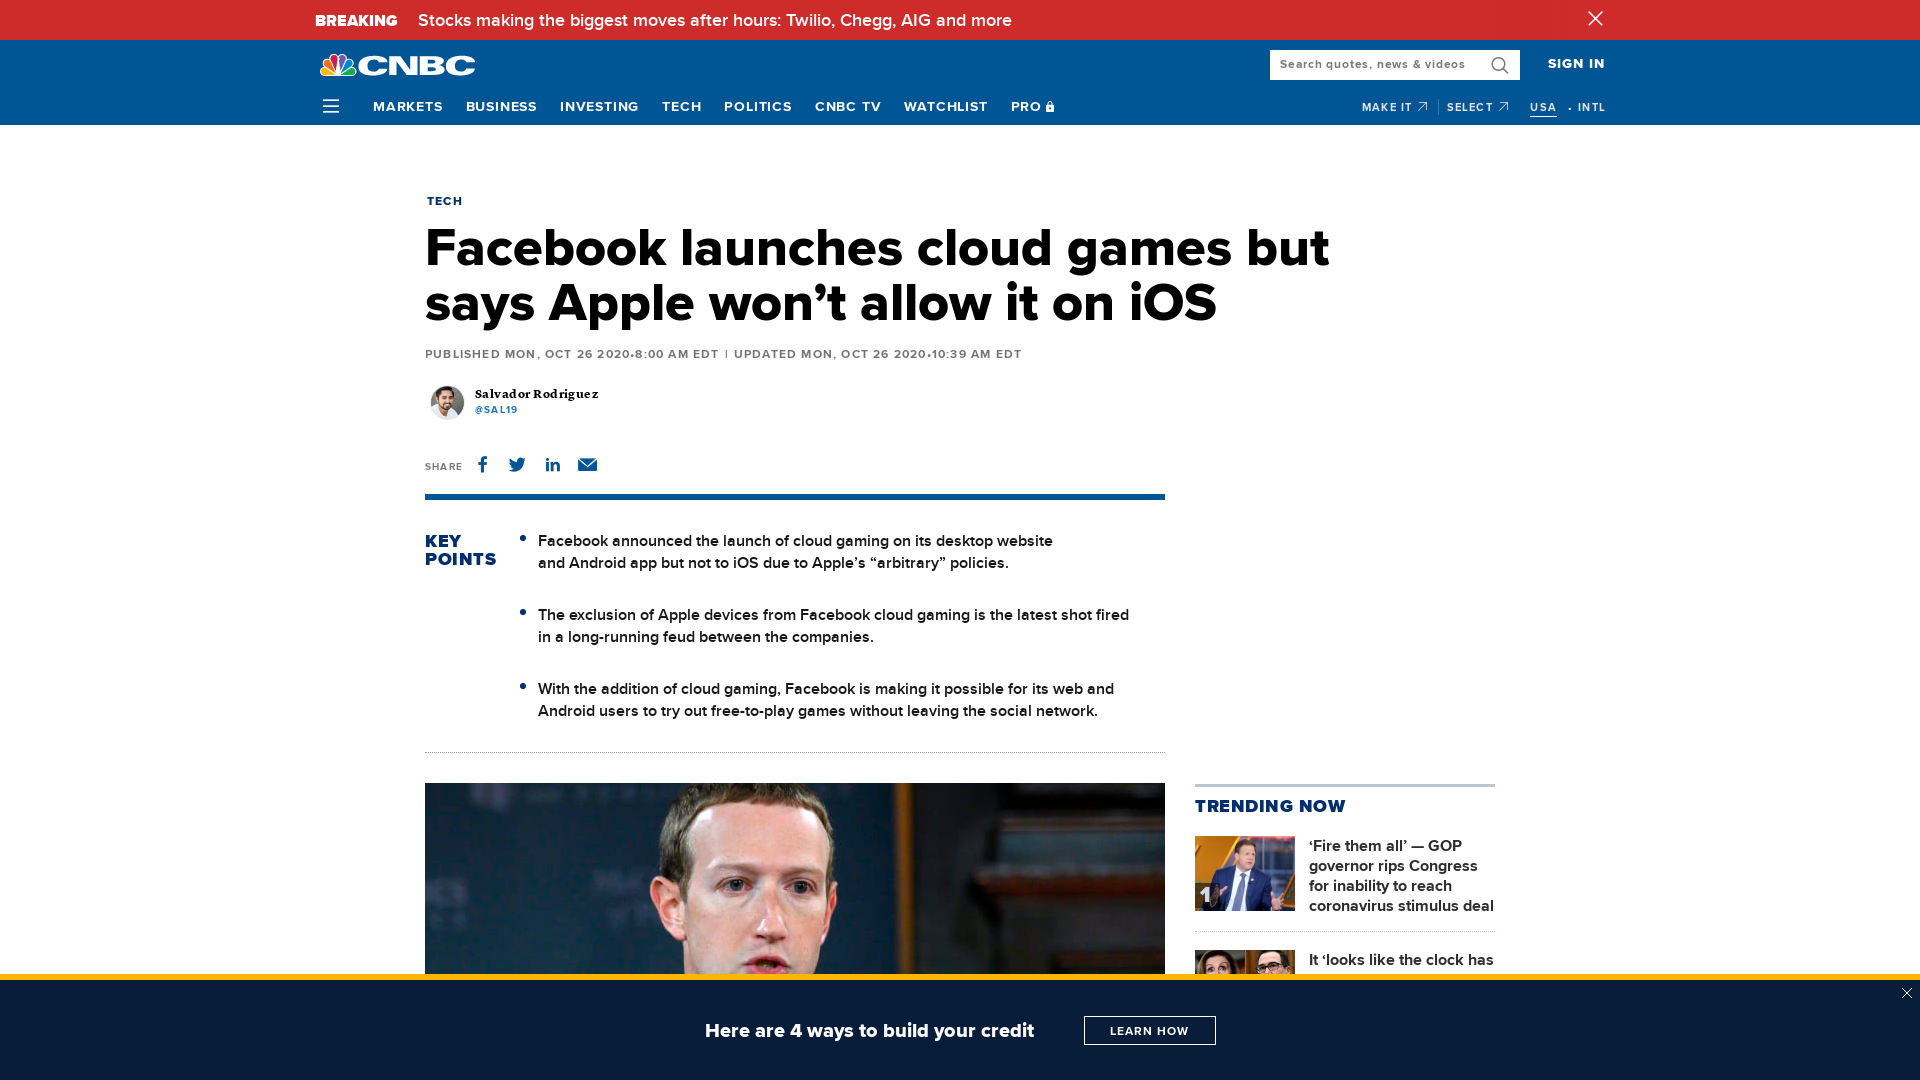 BREAKING Stocks making the biggest moves after hours: Twilio, Chegg, AIG and more
CNBC
Search quotes, news & videos
SIGN IN
MARKETS BUSINESS INVESTING TECH POLITICS CNBC TV WATCHLIST PRO
MAKE IT SELECT USA • INTL
TECH
Facebook launches cloud games but
says Apple won’t allow it on iOS
PUBLISHED MON, OCT 26 2020•8:00 AM EDT | UPDATED MON, OCT 26 2020•10:39 AM EDT
Salvador Rodriguez
@SAL19
SHARE
KEY
POINTS
Facebook announced the launch of cloud gaming on its desktop website
and Android app but not to iOS due to Apple’s “arbitrary” policies.
The exclusion of Apple devices from Facebook cloud gaming is the latest shot fired
in a long-running feud between the companies.
With the addition of cloud gaming, Facebook is making it possible for its web and
Android users to try out free-to-play games without leaving the social network.
TRENDING NOW
1
‘Fire them all’ — GOP
governor rips Congress
for inability to reach
coronavirus stimulus deal
It ‘looks like the clock has
Here are 4 ways to build your credit
LEARN HOW